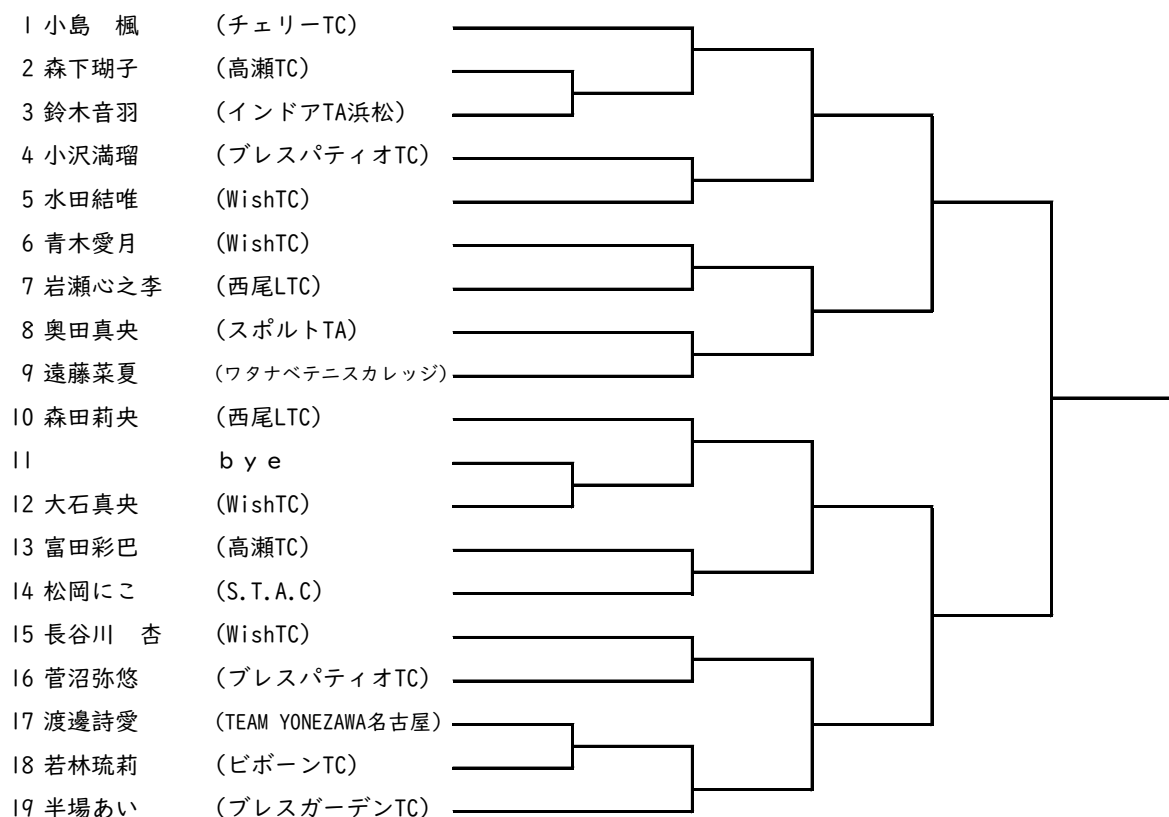 1 小島　楓 (チェリーTC)
2 森下瑚子 (高瀬TC)
3 鈴木音羽 (インドアTA浜松)
4 小沢満瑠 (ブレスパティオTC)
5 水田結唯 (WishTC)
6 青木愛月 (WishTC)
7 岩瀬心之李 (西尾LTC)
8 奥田真央 (スポルトTA)
9 遠藤菜夏 (ワタナベテニスカレッジ)
10 森田莉央 (西尾LTC)
11 ｂｙｅ
12 大石真央 (WishTC)
13 富田彩巴 (高瀬TC)
14 松岡にこ (S.T.A.C)
15 長谷川　杏 (WishTC)
16 菅沼弥悠 (ブレスパティオTC)
17 渡邊詩愛 (TEAM YONEZAWA名古屋)
18 若林琉莉 (ビボーンTC)
19 半場あい (ブレスガーデンTC)